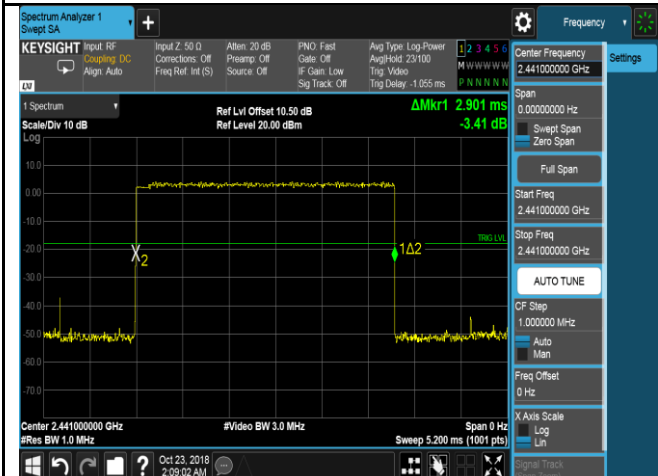 Spectrum Analyzer 1
Swept SA
+
Frequency
KEYSIGHT
Input: RF
Coupling: DC
Align: Auto
Input Z: 50 Ω
Corrections: Off
Freq Ref: Int (S)
Atten: 20 dB
Preamp: Off
Source: Off
PNO: Fast
Gate: Off
IF Gain: Low
Sig Track: Off
Avg Type: Log-Power
Avg|Hold: 23/100
Trig: Video
Trig Delay: -1.055 ms
1 2 3 4 5 6
M W W W W W
P N N N N N
LXI
1 Spectrum
Scale/Div 10 dB
Log
Ref Lvl Offset 10.50 dB
Ref Level 20.00 dBm
ΔMkr1 2.901 ms
-3.41 dB
10.0
0.00
-10.0
-20.0
-30.0
-40.0
-50.0
-60.0
-70.0
TRIG LVL
X2
1Δ2
Center 2.441000000 GHz
#Res BW 1.0 MHz
#Video BW 3.0 MHz
Span 0 Hz
Sweep 5.200 ms (1001 pts)
Oct 23, 2018
2:09:02 AM
?
Center Frequency
2.441000000 GHz
Settings
Span
0.00000000 Hz
Swept Span
Zero Span
Full Span
Start Freq
2.441000000 GHz
Stop Freq
2.441000000 GHz
AUTO TUNE
CF Step
1.000000 MHz
Auto
Man
Freq Offset
0 Hz
X Axis Scale
Log
Lin
Signal Track